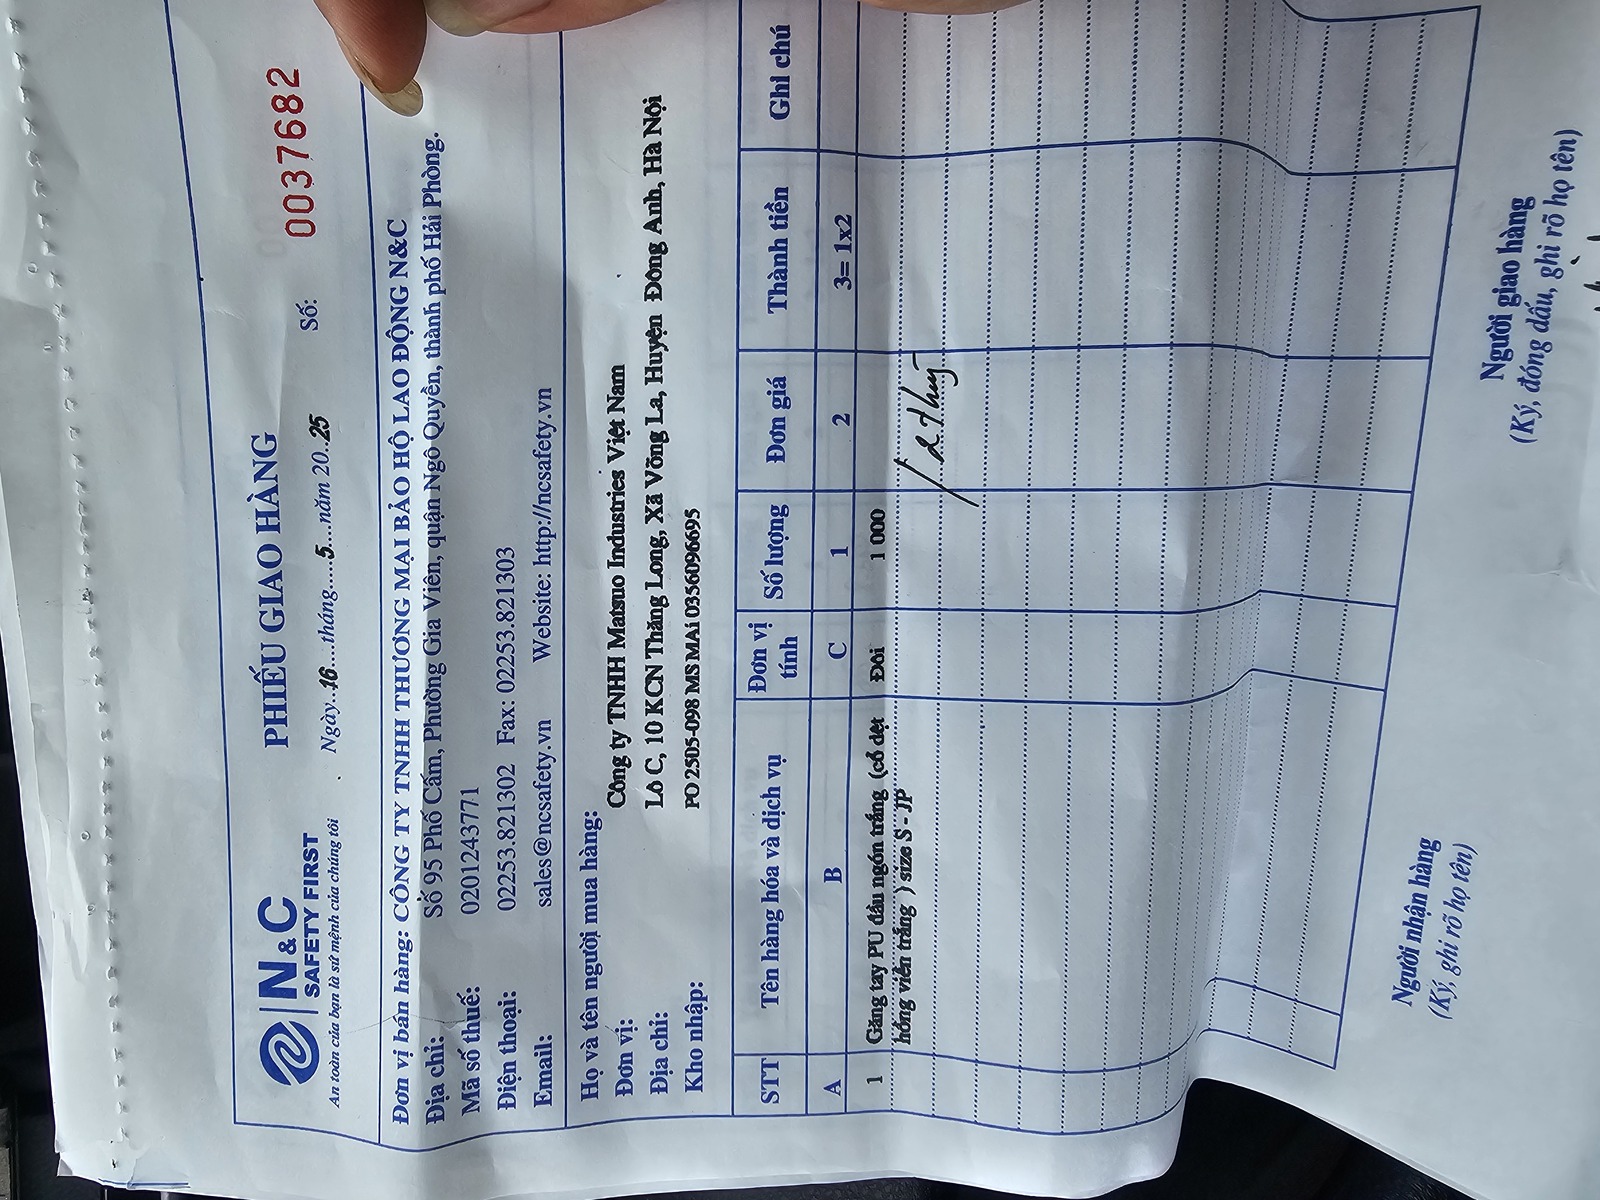 N&C
SAFETY FIRST
An toàn của bạn là sứ mệnh của chúng tôi
PHIẾU GIAO HÀNG
Ngày 16 tháng 5 năm 20 25
Số: 0037682
Đơn vị bán hàng: CÔNG TY TNHH THƯƠNG MẠI BẢO HỘ LAO ĐỘNG N&C
Địa chỉ: Số 95 Phố Cấm, Phường Gia Viên, quận Ngô Quyền, thành phố Hải Phòng.
Mã số thuế: 0201243771
Điện thoại: 02253.821302 Fax: 02253.821303
Email: sales@ncsafety.vn Website: http://ncsafety.vn
Họ và tên người mua hàng:
Đơn vị: Công ty TNHH Matsuo Industries Việt Nam
Địa chỉ: Lô C, 10 KCN Thăng Long, Xã Võng La, Huyện Đông Anh, Hà Nội
Kho nhập: PO 2505-098 MS MAi 0356096695
STT Tên hàng hóa và dịch vụ Đơn vị tính Số lượng Đơn giá Thành tiền Ghi chú
A B C 1 2 3= 1x2
1 Găng tay PU đầu ngón trắng (cổ dệt Đôi 1 000
hồng viền trắng ) size S - JP
Người nhận hàng
(Ký, ghi rõ họ tên)
Người giao hàng
(Ký, đóng dấu, ghi rõ họ tên)